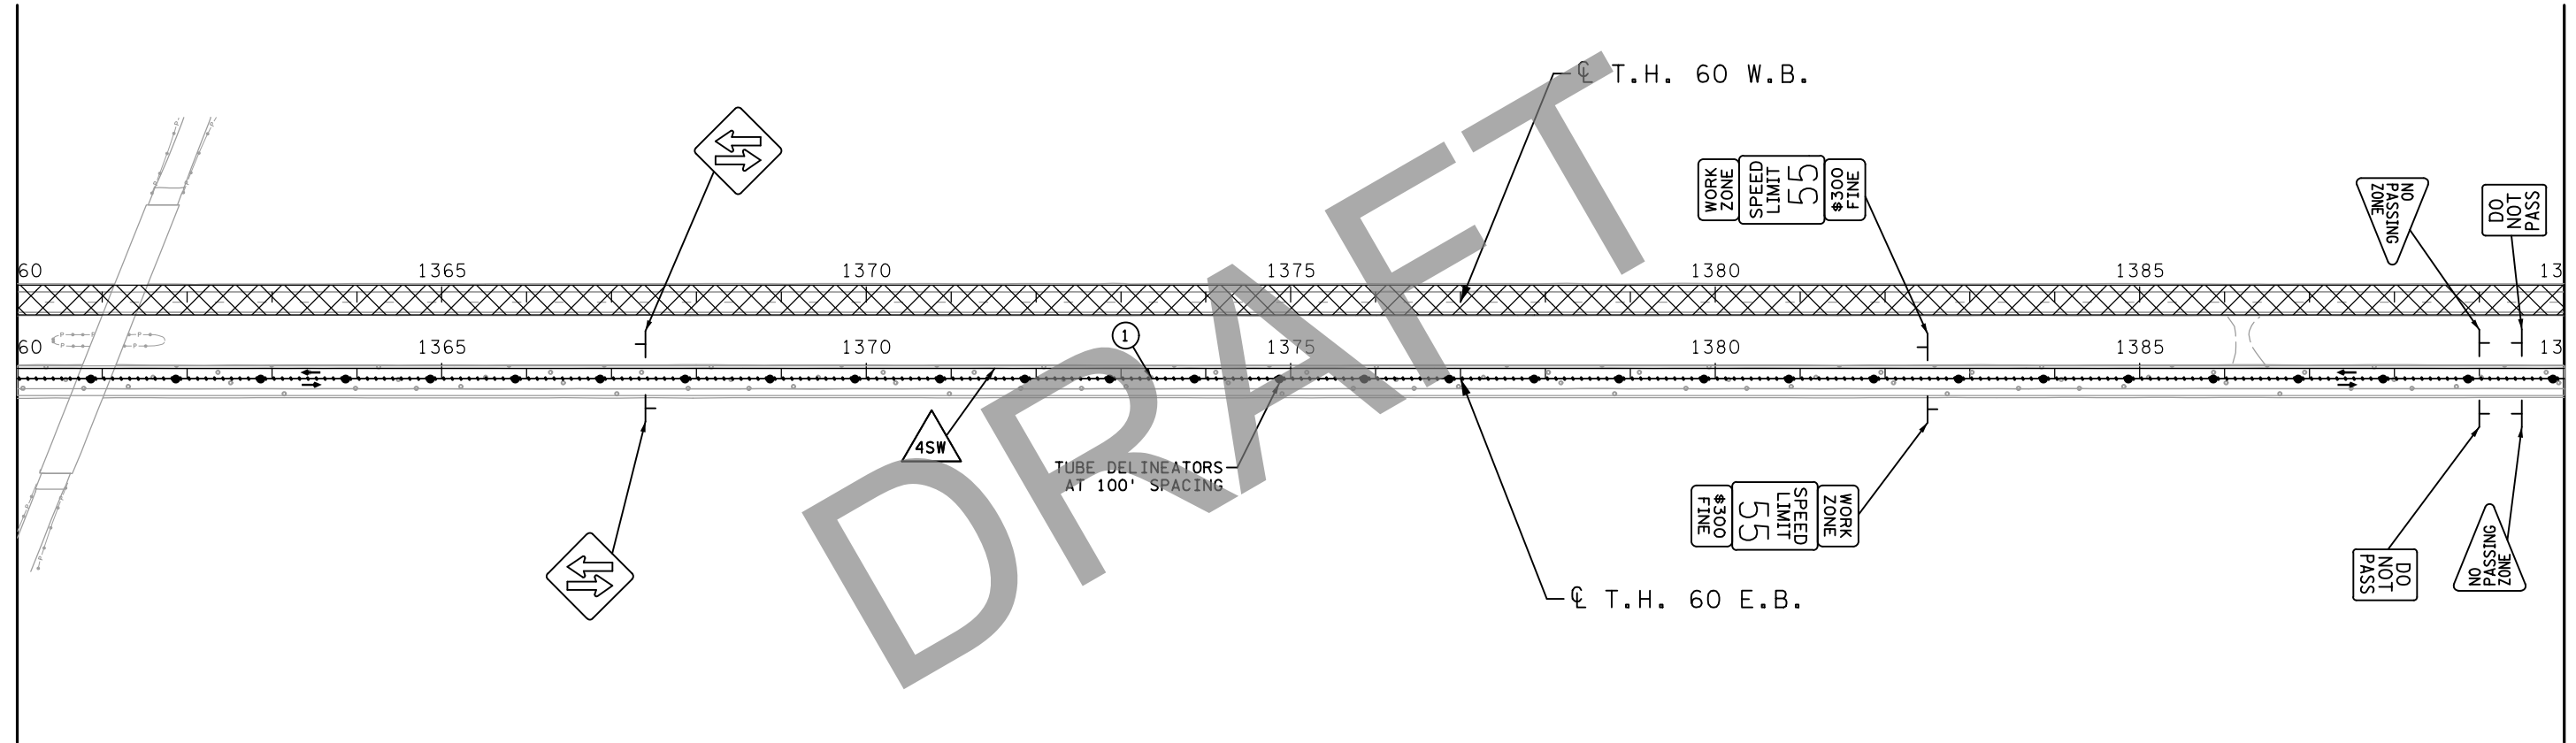 ℄ T.H. 60 W.B.
WORK
ZONE
SPEED
LIMIT
55
$300
FINE
NO
PASSING
ZONE
DO
NOT
PASS
60
1365
1370
1375
1380
1385
13
60
1365
1370
1375
1380
1385
13
1
4SW
TUBE DELINEATORS
AT 100' SPACING
WORK
ZONE
SPEED
LIMIT
55
$300
FINE
DO
NOT
PASS
NO
PASSING
ZONE
℄ T.H. 60 E.B.
DRAFT